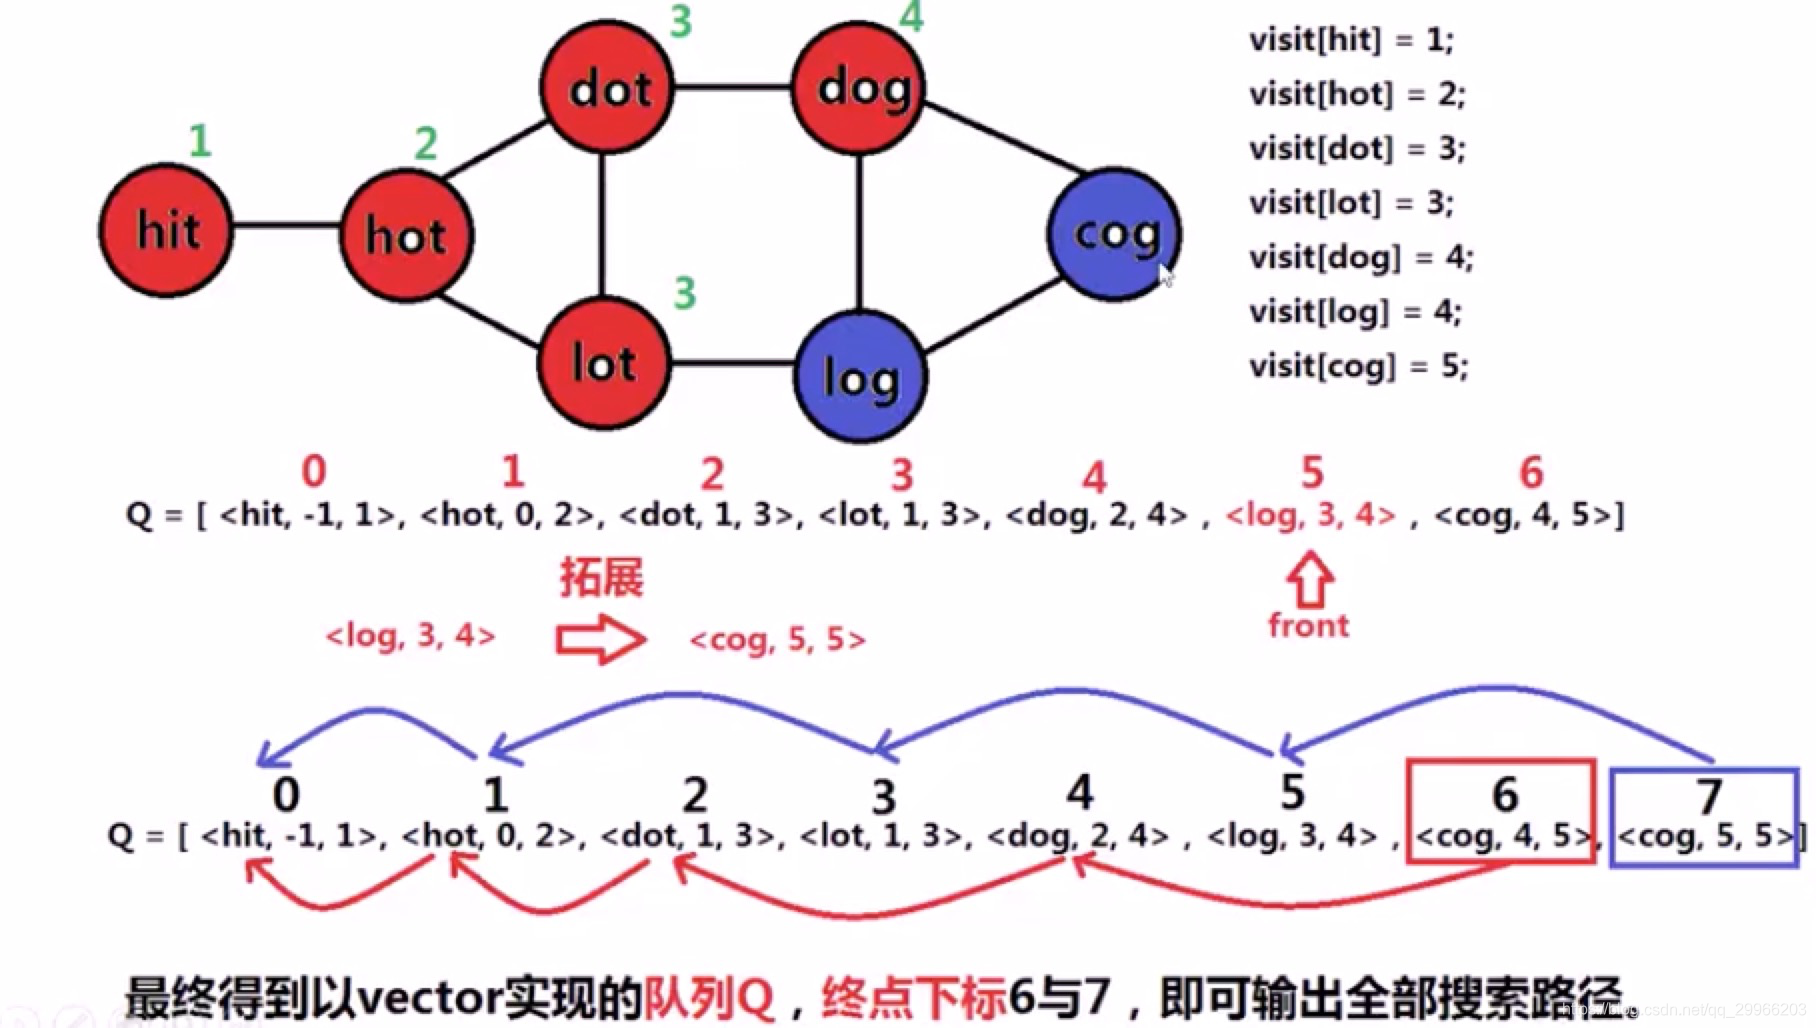 3
4
visit[hit] = 1;
visit[hot] = 2;
visit[dot] = 3;
visit[lot] = 3;
visit[dog] = 4;
visit[log] = 4;
visit[cog] = 5;
dot
dog
1
2
hit
hot
cog
3
lot
log
0 1 2 3 4 5 6
Q = [ <hit, -1, 1>, <hot, 0, 2>, <dot, 1, 3>, <lot, 1, 3>, <dog, 2, 4> , <log, 3, 4> , <cog, 4, 5>]
拓展
front
<log, 3, 4> <cog, 5, 5>
0 1 2 3 4 5 6 7
Q = [ <hit, -1, 1>, <hot, 0, 2>, <dot, 1, 3>, <lot, 1, 3>, <dog, 2, 4> , <log, 3, 4> , <cog, 4, 5>, <cog, 5, 5>]
最终得到以vector实现的队列Q，终点下标6与7，即可输出全部搜索路径。
https://blog.csdn.net/qq_29966203